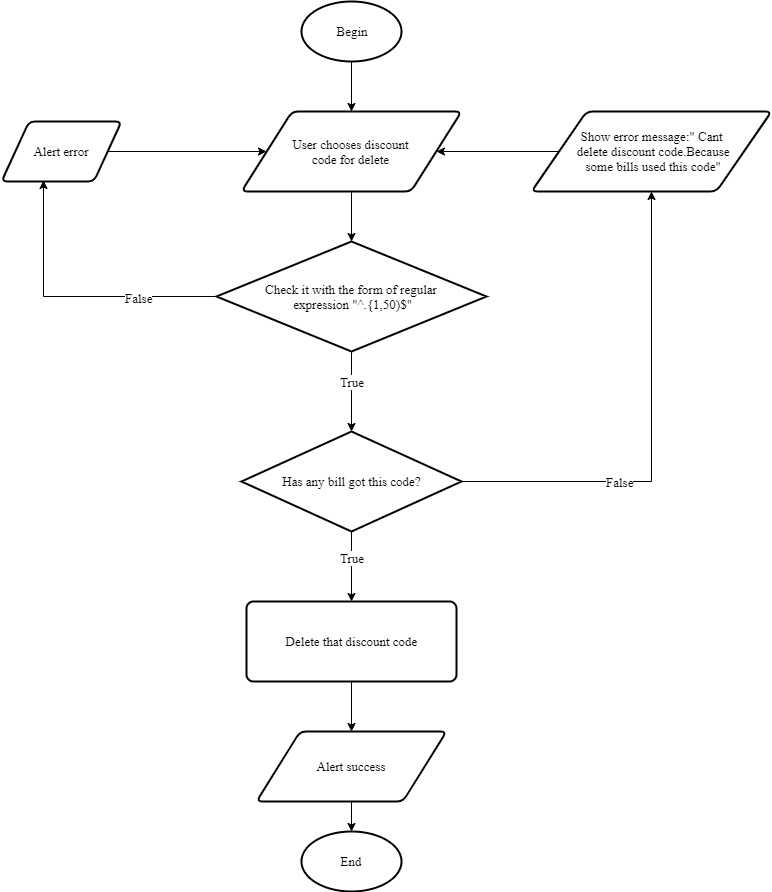 Begin
User chooses discount
code for delete
Alert error
Show error message:" Cant
delete discount code.Because
some bills used this code"
Check it with the form of regular
expression "^.{1,50)$"
False
True
Has any bill got this code?
False
True
Delete that discount code
Alert success
End